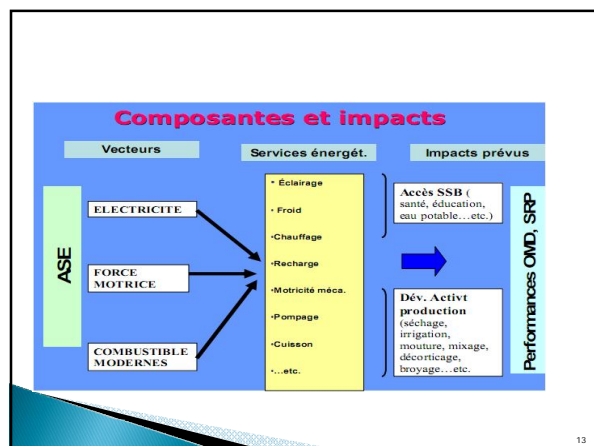 Composantes et impacts
Vecteurs
Services énergét.
Impacts prévus
ASE
ELECTRICITE
FORCE
MOTRICE
COMBUSTIBLE
MODERNES
• Éclairage
•Froid
•Chauffage
•Recharge
•Motricité méca.
•Pompage
•Cuisson
•...etc.
Accès SSB (
santé, éducation,
eau potable…etc.)
Dév. Activt
production
(séchage,
irrigation,
mouture, mixage,
décorticage,
broyage…etc.
Performances OMD, SRP
13